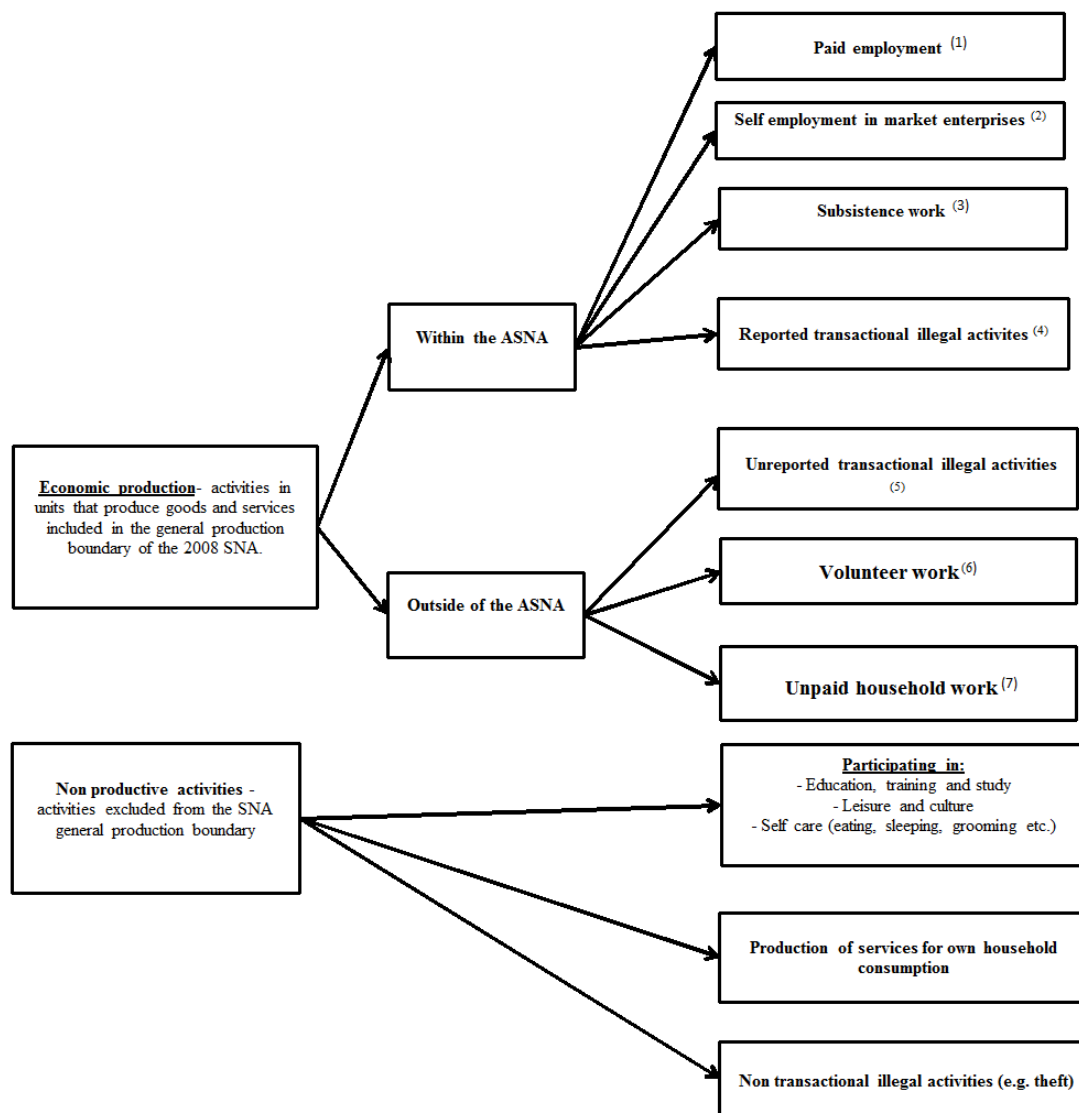 Paid employment (1)
Self employment in market enterprises (2)
Subsistence work (3)
Within the ASNA
Reported transactional illegal activites (4)
Economic production- activities in
units that produce goods and services
included in the general production
boundary of the 2008 SNA.
Unreported transactional illegal activities
(5)
Outside of the ASNA
Volunteer work(6)
Unpaid household work (7)
Non productive activities -
activities excluded from the SNA
general production boundary
Participating in:
- Education, training and study
- Leisure and culture
- Self care (eating, sleeping, grooming etc.)
Production of services for own household
consumption
Non transactional illegal activities (e.g. theft)